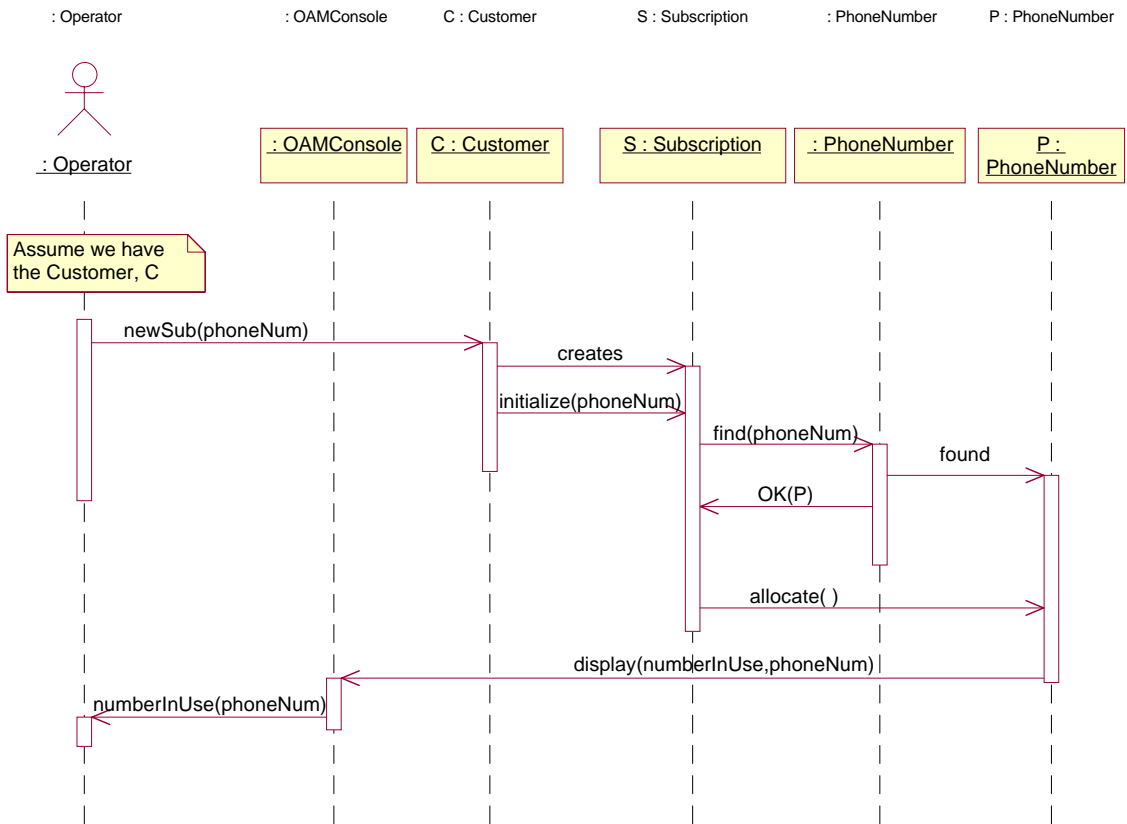 : Operator
: OAMConsole
C : Customer
S : Subscription
: PhoneNumber
P : PhoneNumber
: Operator
: OAMConsole
C : Customer
S : Subscription
: PhoneNumber
P :
PhoneNumber
Assume we have
the Customer, C
newSub(phoneNum)
creates
initialize(phoneNum)
find(phoneNum)
found
OK(P)
allocate( )
display(numberInUse,phoneNum)
numberInUse(phoneNum)